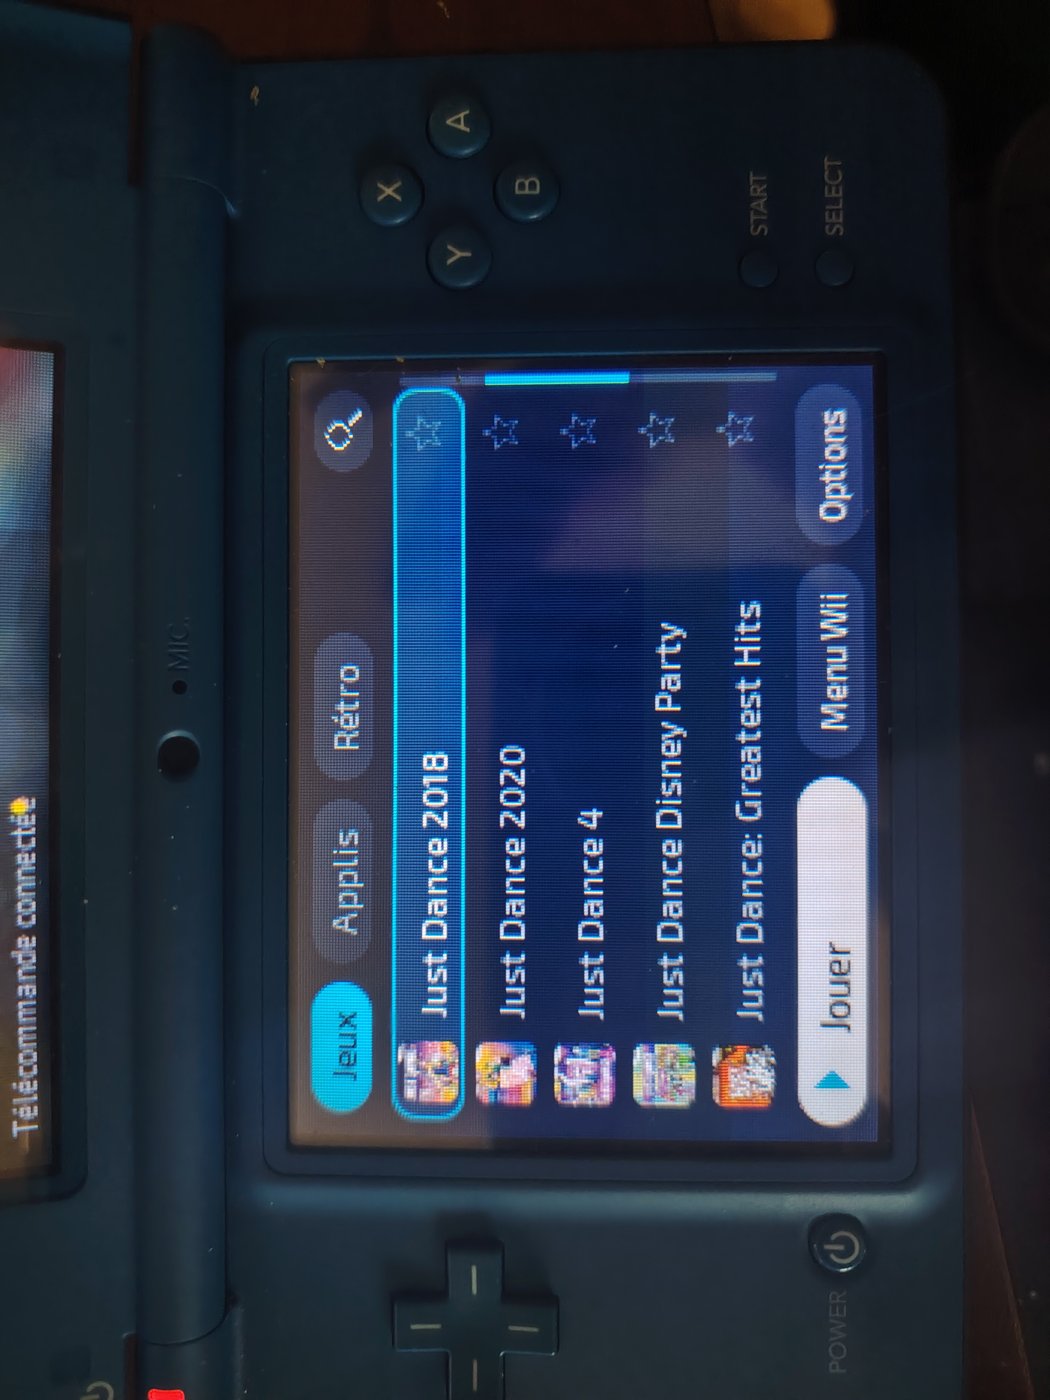 Télécommande connectée
MIC.
Jeux
Applis
Rétro
Just Dance 2018
Just Dance 2020
Just Dance 4
Just Dance Disney Party
Just Dance: Greatest Hits
Jouer
Menu Wii
Options
X
A
Y
B
START
SELECT
POWER